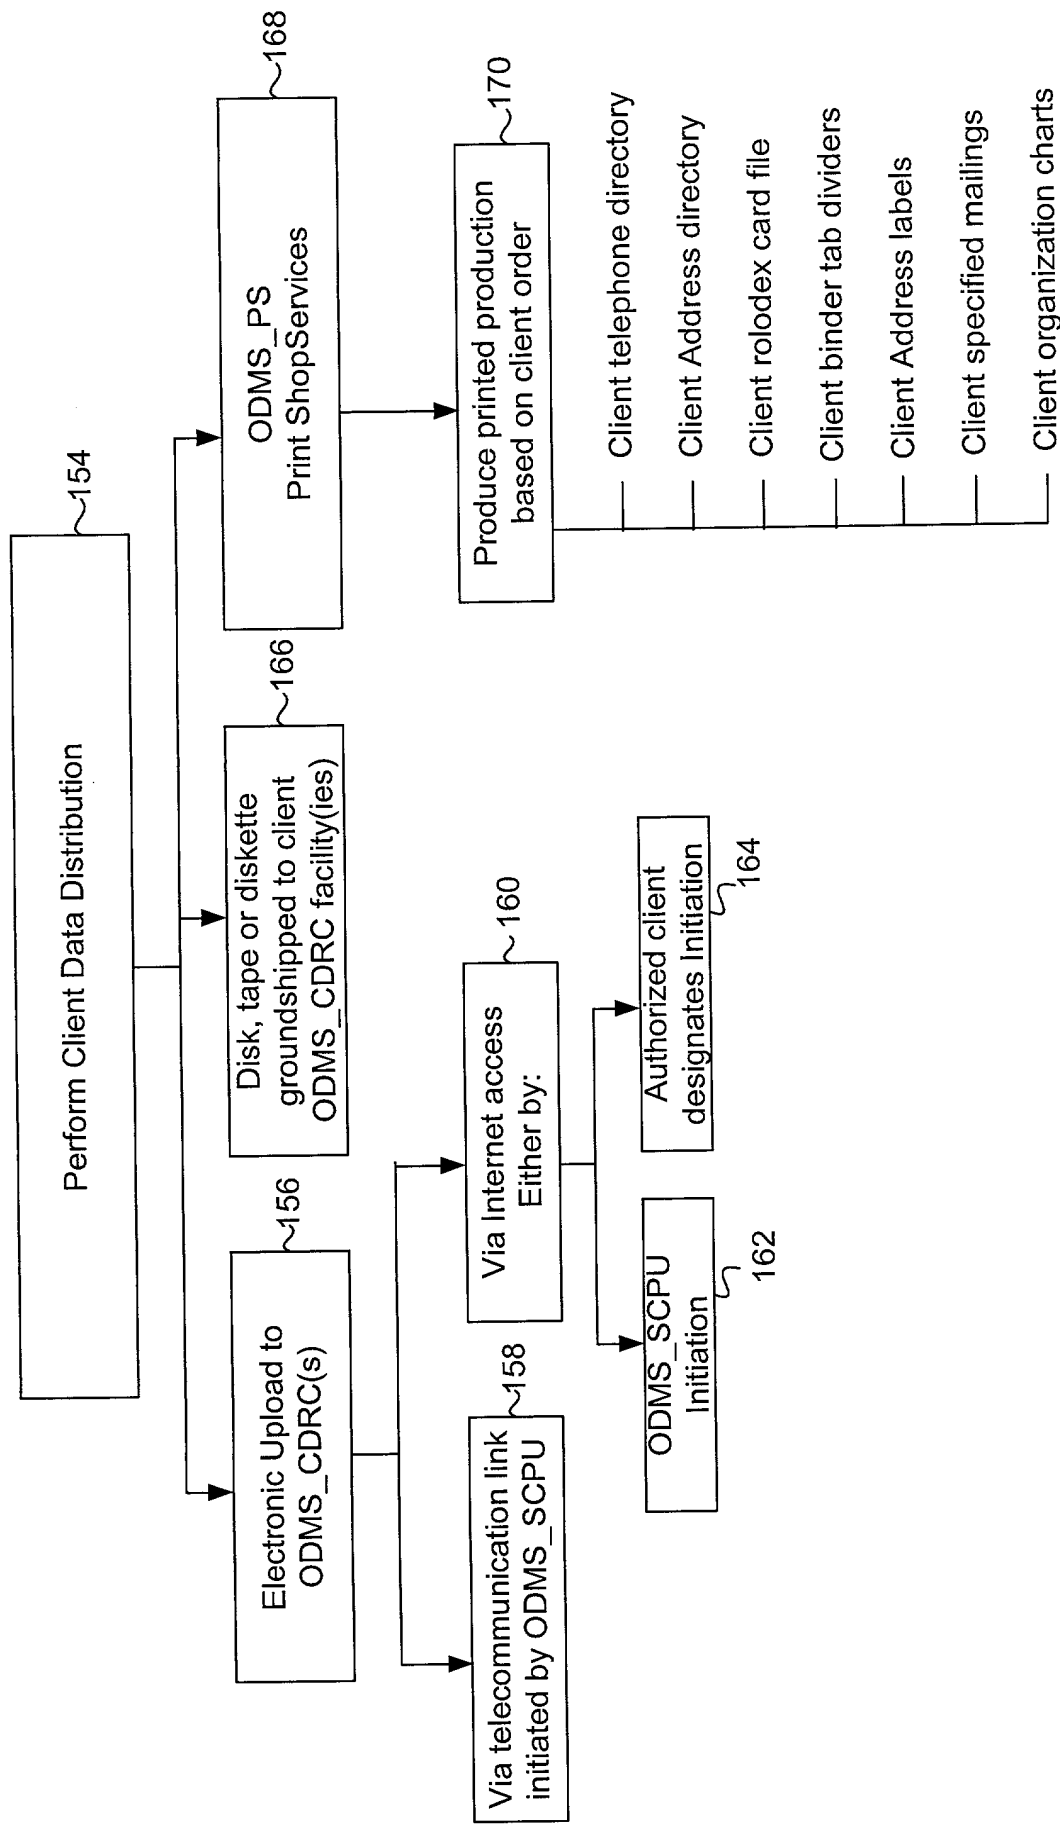 Perform Client Data Distribution
154
Electronic Upload to
ODMS_CDRC(s)
156
Disk, tape or diskette
groundshipped to client
ODMS_CDRC facility(ies)
166
ODMS_PS
Print ShopServices
168
Via telecommunication link
initiated by ODMS_SCPU
158
Via Internet access
Either by:
160
Produce printed production
based on client order
170
ODMS_SCPU
Initiation
162
Authorized client
designates Initiation
164
Client telephone directory
Client Address directory
Client rolodex card file
Client binder tab dividers
Client Address labels
Client specified mailings
Client organization charts